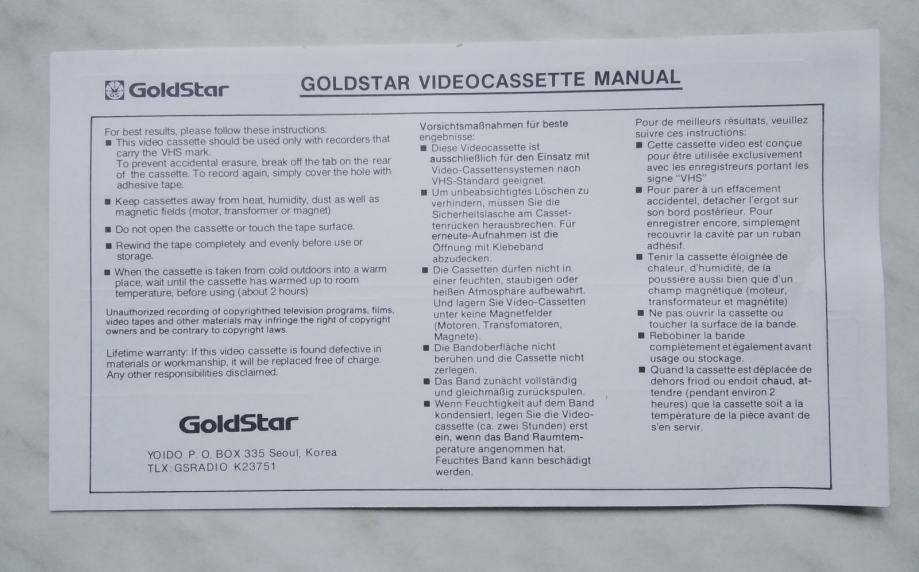 GoldStar
GOLDSTAR VIDEOCASSETTE MANUAL
For best results, please follow these instructions:
■ This video cassette should be used only with recorders that
carry the VHS mark.
To prevent accidental erasure, break off the tab on the rear
of the cassette. To record again, simply cover the hole with
adhesive tape.
■ Keep cassettes away from heat, humidity, dust as well as
magnetic fields (motor, transformer or magnet)
■ Do not open the cassette or touch the tape surface.
■ Rewind the tape completely and evenly before use or
storage.
■ When the cassette is taken from cold outdoors into a warm
place, wait until the cassette has warmed up to room
temperature, before using (about 2 hours)
Unauthorized recording of copyrighthed television programs, films,
video tapes and other materials may infringe the right of copyright
owners and be contrary to copyright laws.
Lifetime warranty: If this video cassette is found defective in
materials or workmanship, it will be replaced free of charge.
Any other responsibilities disclaimed.
GoldStar
YOIDO P. O. BOX 335 Seoul, Korea
TLX: GSRADIO K23751
Vorsichtsmaßnahmen für beste
engebnisse:
■ Diese Videocassette ist
ausschließlich für den Einsatz mit
Video-Cassettensystemen nach
VHS-Standard geeignet.
■ Um unbeabsichtigtes Löschen zu
verhindern, müssen Sie die
Sicherheitslasche am Casset-
tenrücken herausbrechen. Für
erneute-Aufnahmen ist die
Öffnung mit Klebeband
abzudecken.
■ Die Cassetten dürfen nicht in
einer feuchten, staubigen oder
heißen Atmosphäre aufbewahrt.
Und lagern Sie Video-Cassetten
unter keine Magnetfelder
(Motoren, Transfomatoren,
Magnete).
■ Die Bandoberfläche nicht
berühen und die Cassette nicht
zerlegen.
■ Das Band zunächt vollständig
und gleichmäßig zurückspulen.
■ Wenn Feuchtigkeit auf dem Band
kondensiert, legen Sie die Video-
cassette (ca. zwei Stunden) erst
ein, wenn das Band Raumtem-
perature angenommen hat.
Feuchtes Band kann beschädigt
werden.
Pour de meilleurs résultats, veuillez
suivre ces instructions:
■ Cette cassette video est conçue
pour être utilisée exclusivement
avec les enregistreurs portant les
signe "VHS"
■ Pour parer à un effacement
accidentel, detacher l'ergot sur
son bord postérieur. Pour
enregistrer encore, simplement
recouvrir la cavité par un ruban
adhésif.
■ Tenir la cassette éloignée de
chaleur, d'humidité, de la
poussière aussi bien que d'un
champ magnétique (moteur,
transformateur et magnétite)
■ Ne pas ouvrir la cassette ou
toucher la surface de la bande.
■ Rebobiner la bande
complètement et également avant
usage ou stockage.
■ Quand la cassette est déplacée de
dehors friod ou endoit chaud, at-
tendre (pendant environ 2
heures) que la cassette soit a la
température de la pièce avant de
s'en servir.